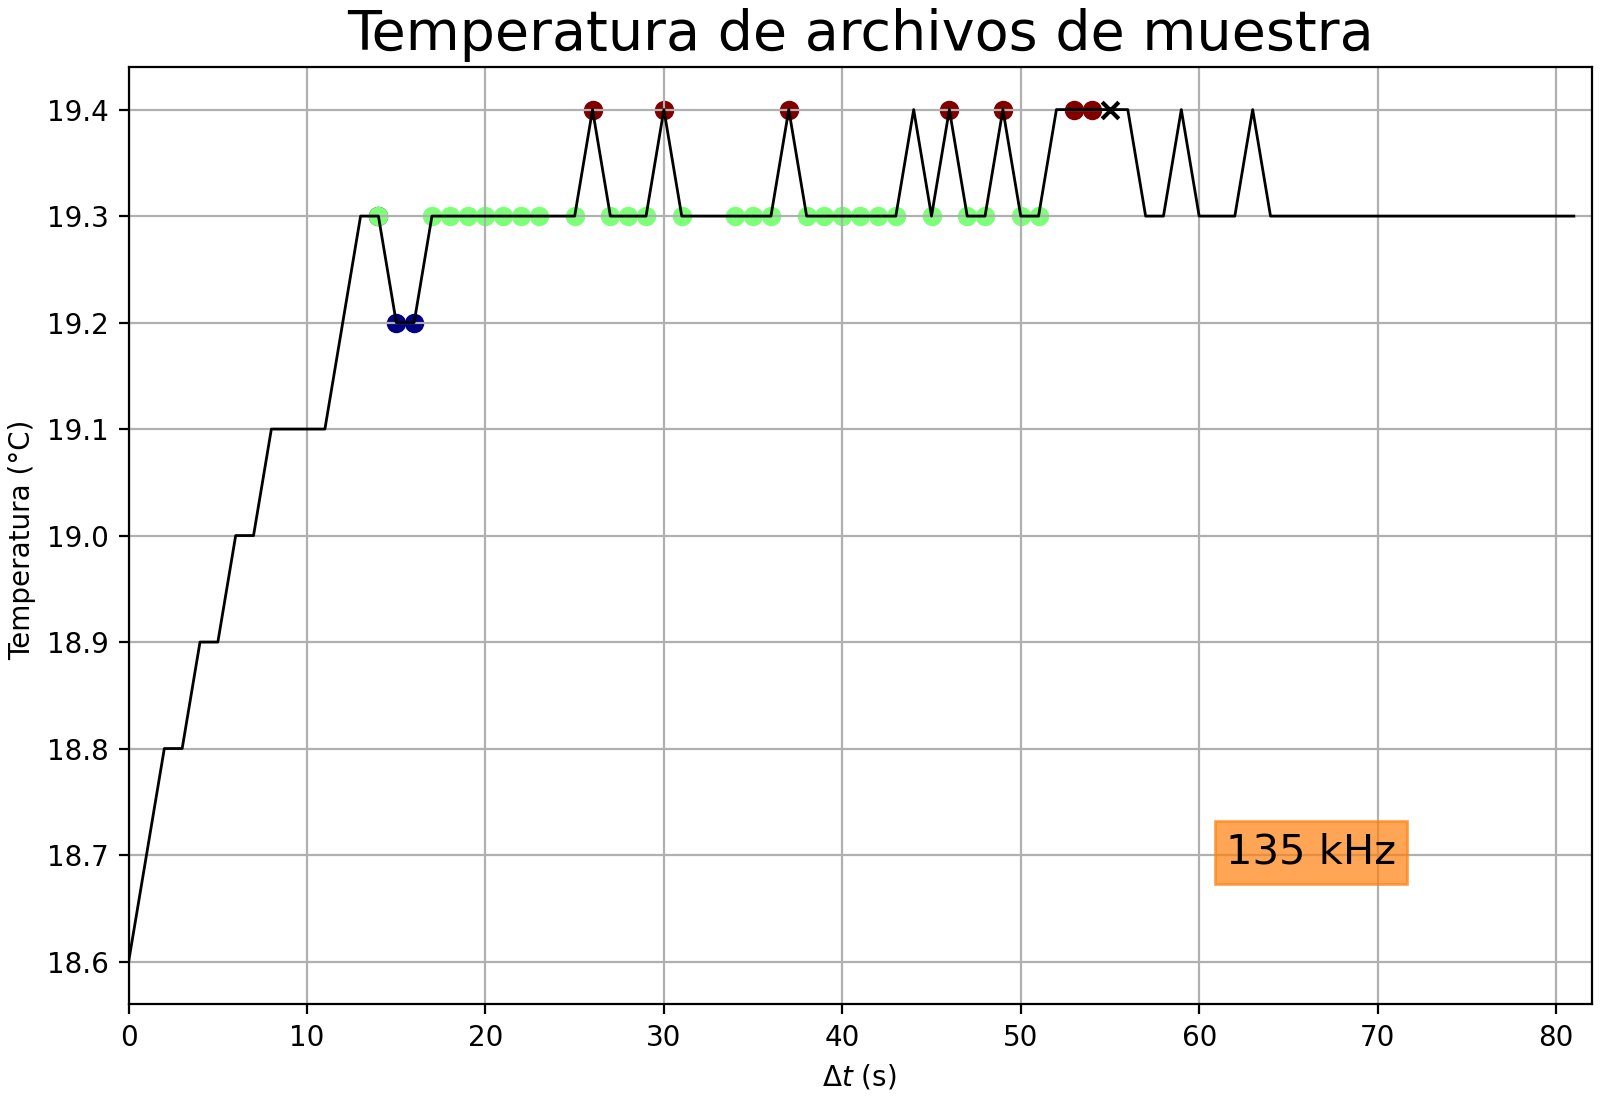 Temperatura de archivos de muestra
Temperatura (°C)
19.4
19.3
19.2
19.1
19.0
18.9
18.8
18.7
18.6
135 kHz
0 10 20 30 40 50 60 70 80
Δt (s)